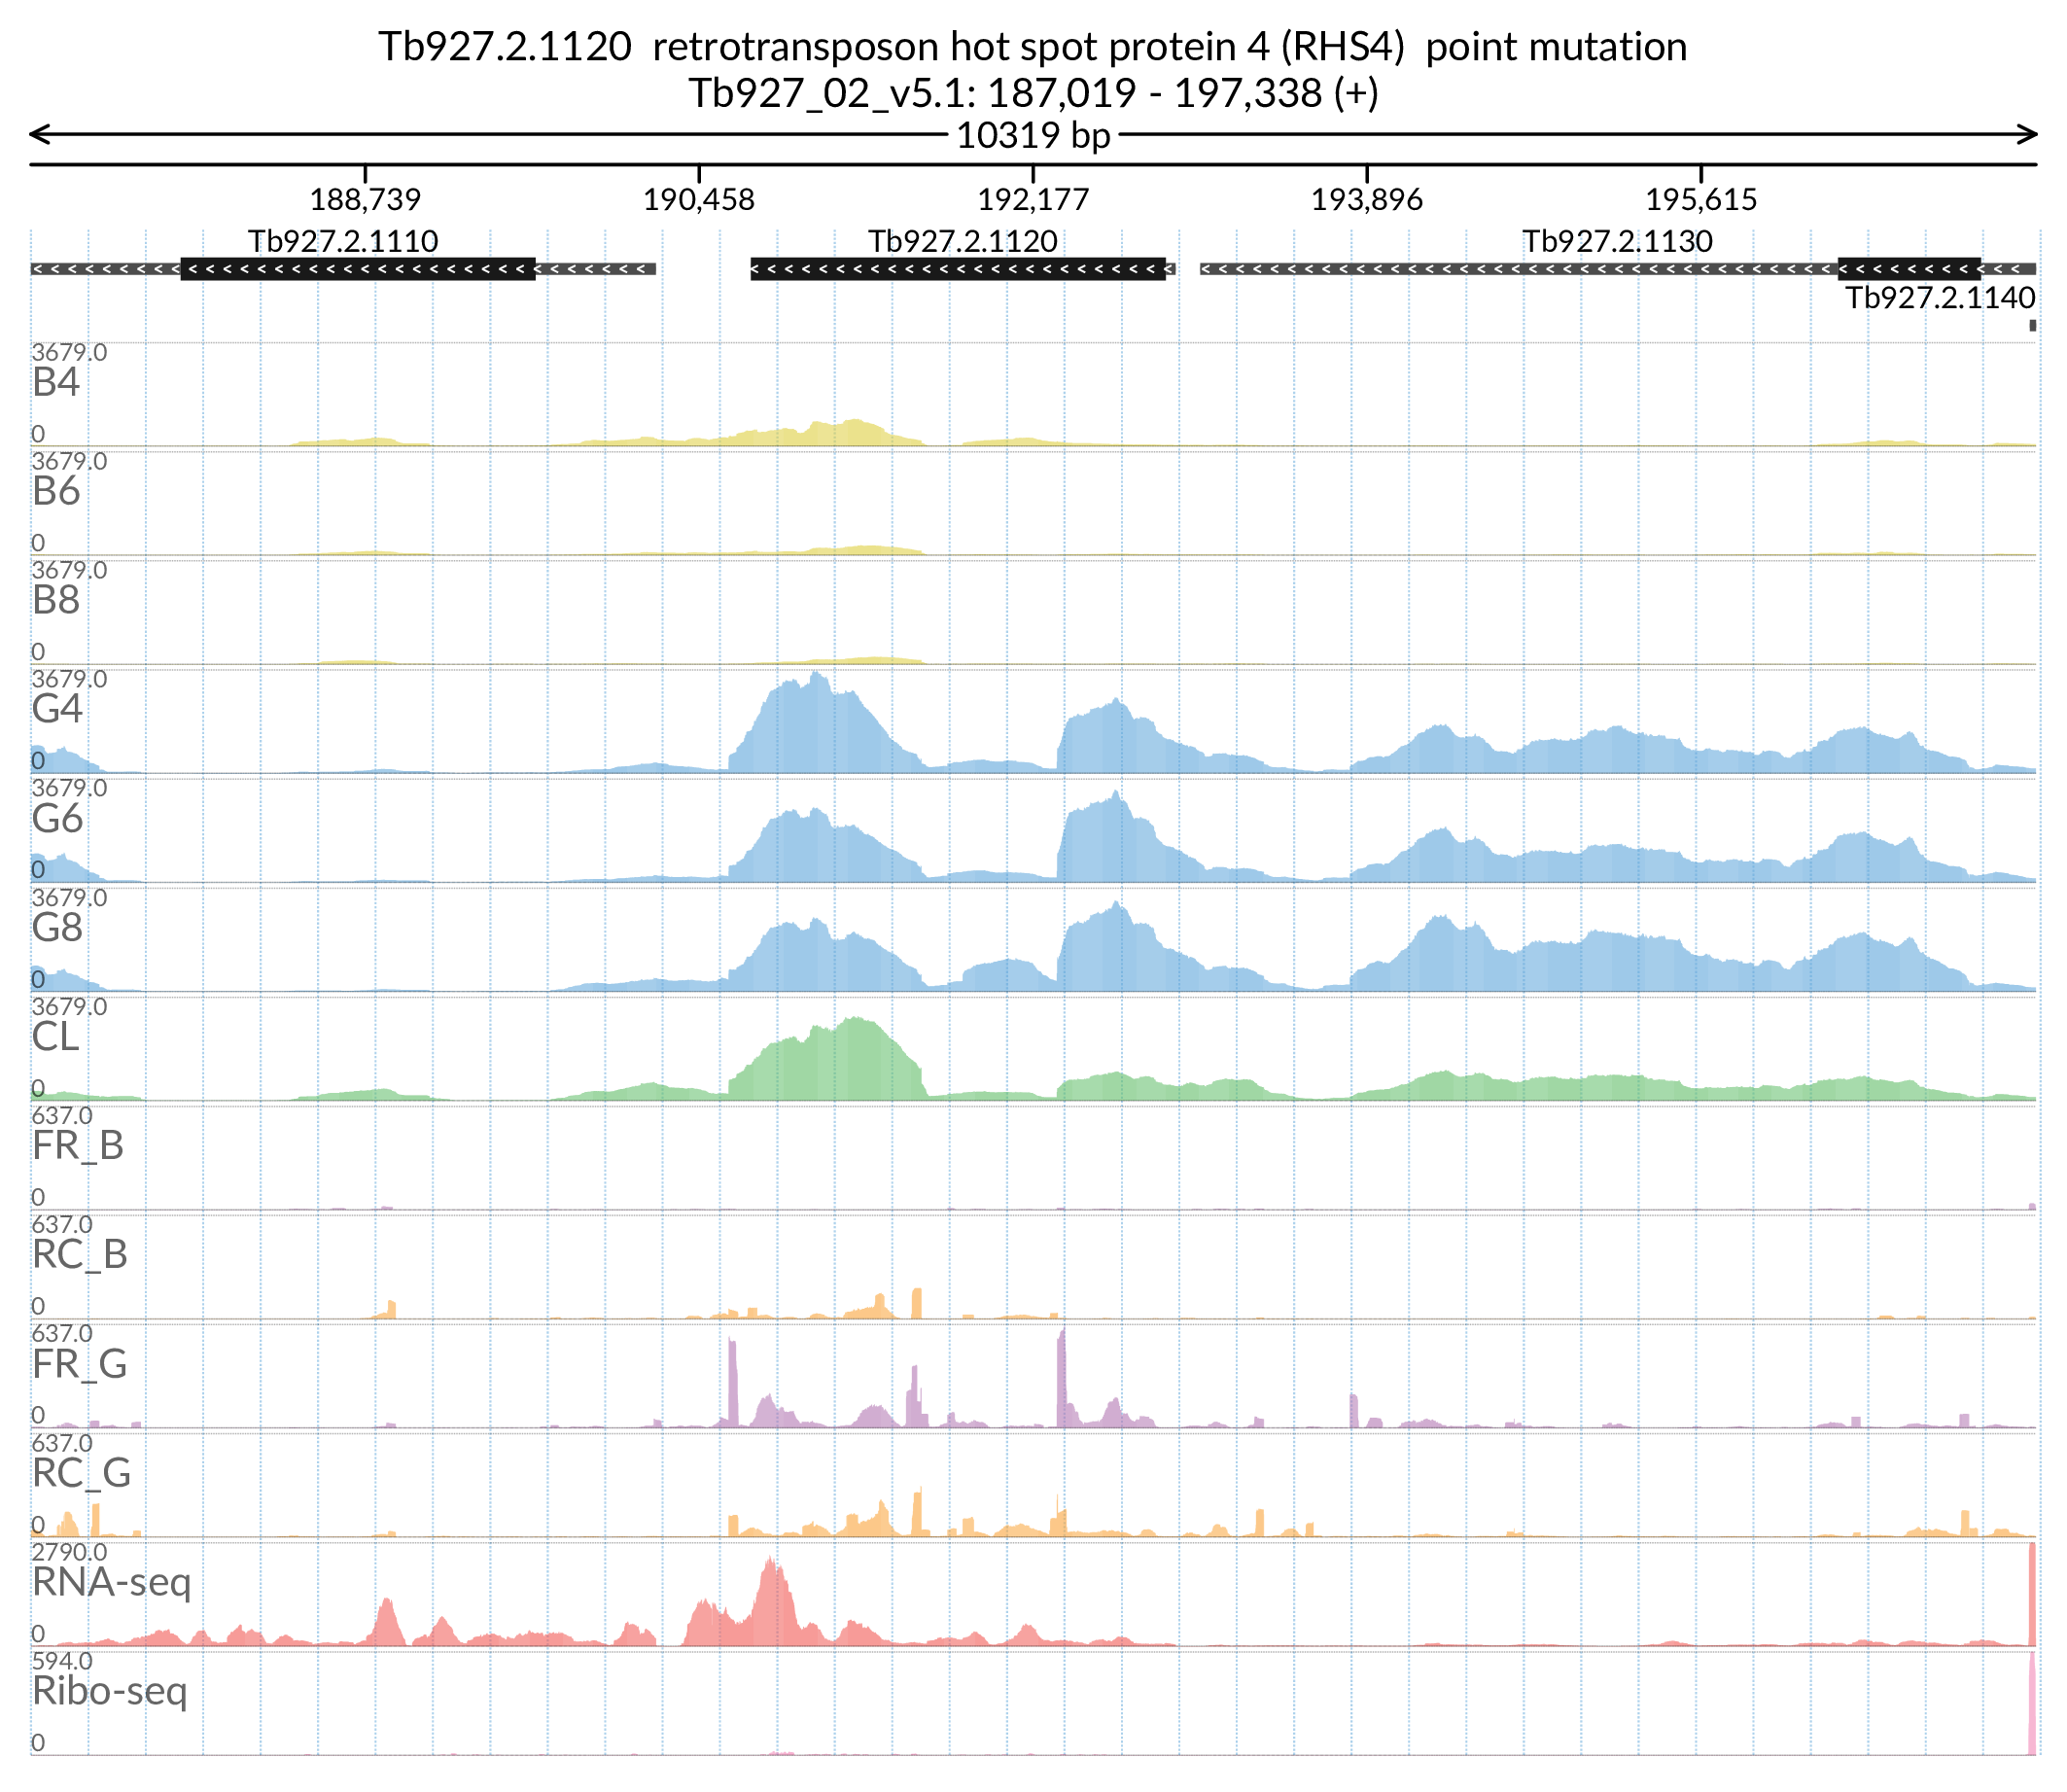 Tb927.2.1120 retrotransposon hot spot protein 4 (RHS4) point mutation
Tb927_02_v5.1: 187,019 - 197,338 (+)
10319 bp
188,739 190,458 192,177 193,896 195,615
Tb927.2.1110 Tb927.2.1120 Tb927.2.1130
Tb927.2.1140
3679.0
B4
0
3679.0
B6
0
3679.0
B8
0
3679.0
G4
0
3679.0
G6
0
3679.0
G8
0
3679.0
CL
0
637.0
FR_B
0
637.0
RC_B
0
637.0
FR_G
0
637.0
RC_G
0
2790.0
RNA-seq
0
594.0
Ribo-seq
0